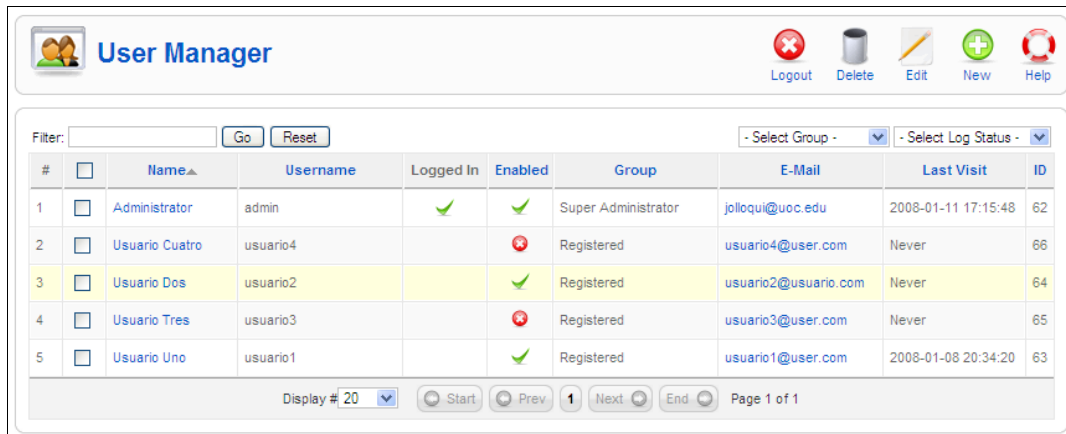 User Manager
Logout Delete Edit New Help
Filter: Go Reset - Select Group - - Select Log Status -
# Name Username Logged In Enabled Group E-Mail Last Visit ID
1 Administrator admin Super Administrator jolloqui@uoc.edu 2008-01-11 17:15:48 62
2 Usuario Cuatro usuario4 Registered usuario4@user.com Never 66
3 Usuario Dos usuario2 Registered usuario2@usuario.com Never 64
4 Usuario Tres usuario3 Registered usuario3@user.com Never 65
5 Usuario Uno usuario1 Registered usuario1@user.com 2008-01-08 20:34:20 63
Display # 20 Start Prev 1 Next End Page 1 of 1